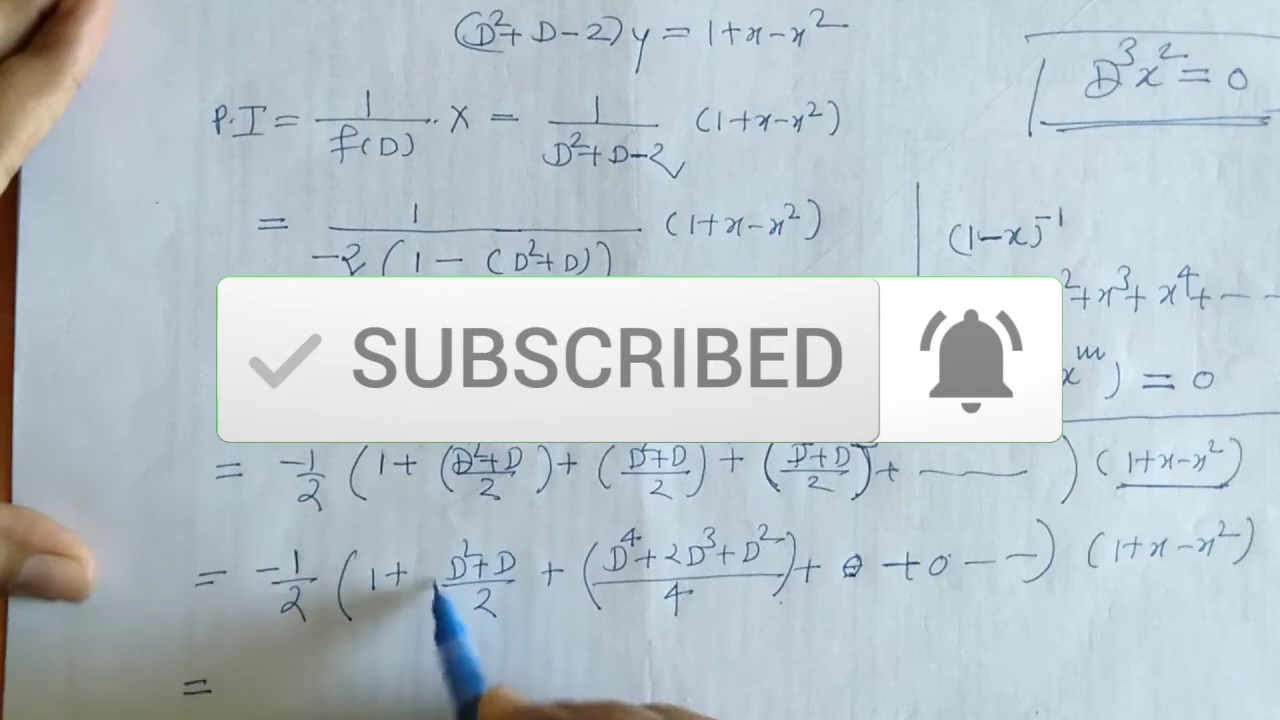 (D²+D-2)y = 1+x-x²
D³x² = 0
P.I = 1/f(D) · X = 1/D²+D-2 (1+x-x²)
= 1/-2(1-(D²+D)) (1+x-x²)
(1-x)⁻¹
²+x³+x⁴+---
xᵐ) = 0
SUBSCRIBED
= -1/2 (1+(D²+D/2)+(D²+D/2)+(D²+D/2)+------) (1+x-x²)
= -1/2 (1+ D²+D/2 + (D⁴+2D³+D²/4)+ 0 +0---) (1+x-x²)
=